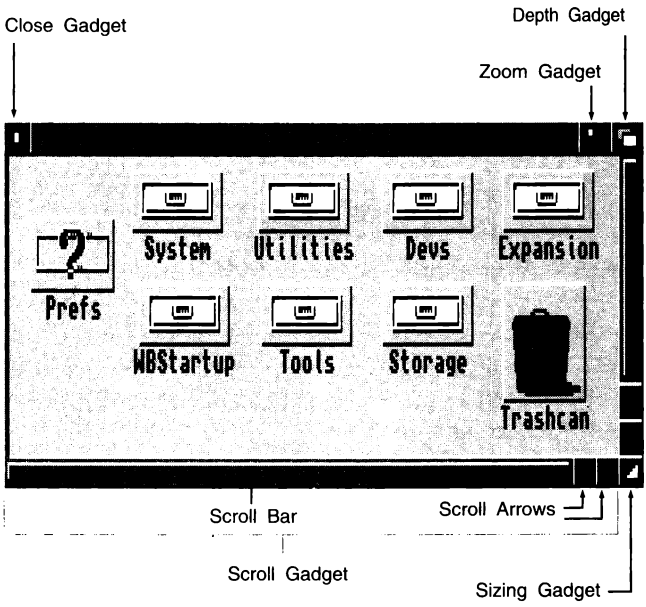 Close Gadget
Depth Gadget
Zoom Gadget
System
Utilities
Devs
Expansion
Prefs
WBStartup
Tools
Storage
Trashcan
Scroll Bar
Scroll Arrows
Scroll Gadget
Sizing Gadget